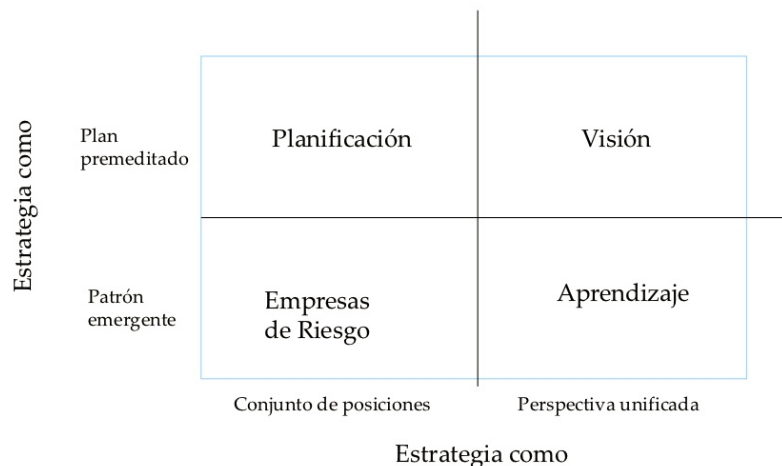 Estrategia como
Plan
premeditado
Planificación
Visión
Patrón
emergente
Empresas
de Riesgo
Aprendizaje
Conjunto de posiciones
Perspectiva unificada
Estrategia como